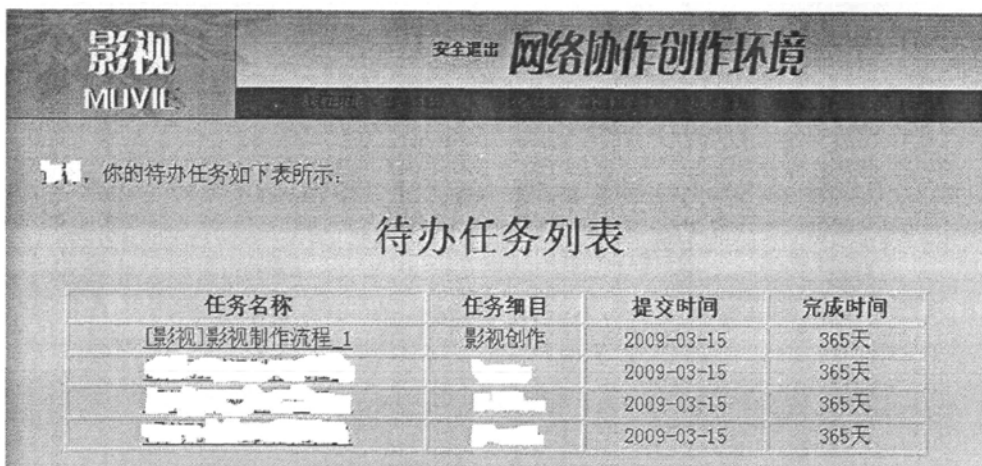 影视
MUVIE
安全退出 网络协作创作环境
，你的待办任务如下表所示：
待办任务列表
任务名称 任务细目 提交时间 完成时间
[影视]影视制作流程_1 影视创作 2009-03-15 365天
2009-03-15 365天
2009-03-15 365天
2009-03-15 365天